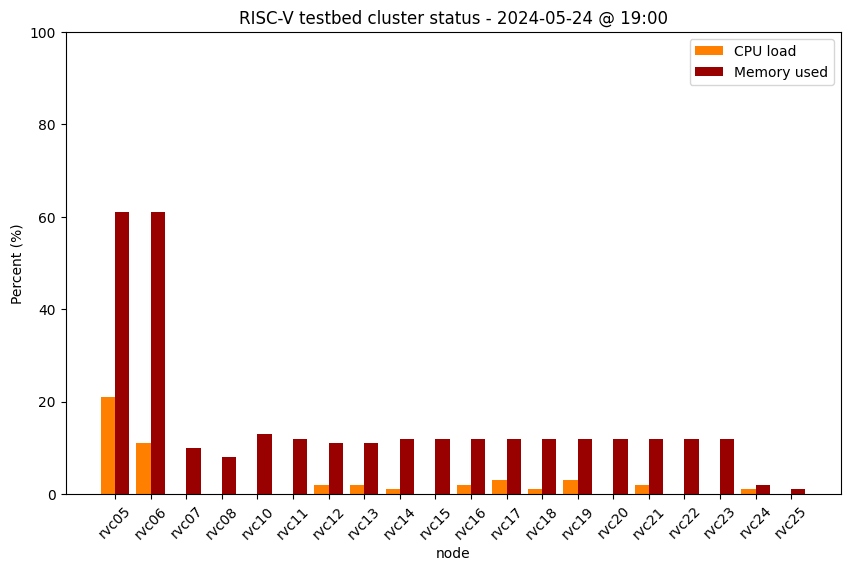 RISC-V testbed cluster status - 2024-05-24 @ 19:00
CPU load
Memory used
Percent (%)
100
80
60
40
20
0
rvc05 rvc06 rvc07 rvc08 rvc10 rvc11 rvc12 rvc13 rvc14 rvc15 rvc16 rvc17 rvc18 rvc19 rvc20 rvc21 rvc22 rvc23 rvc24 rvc25
node